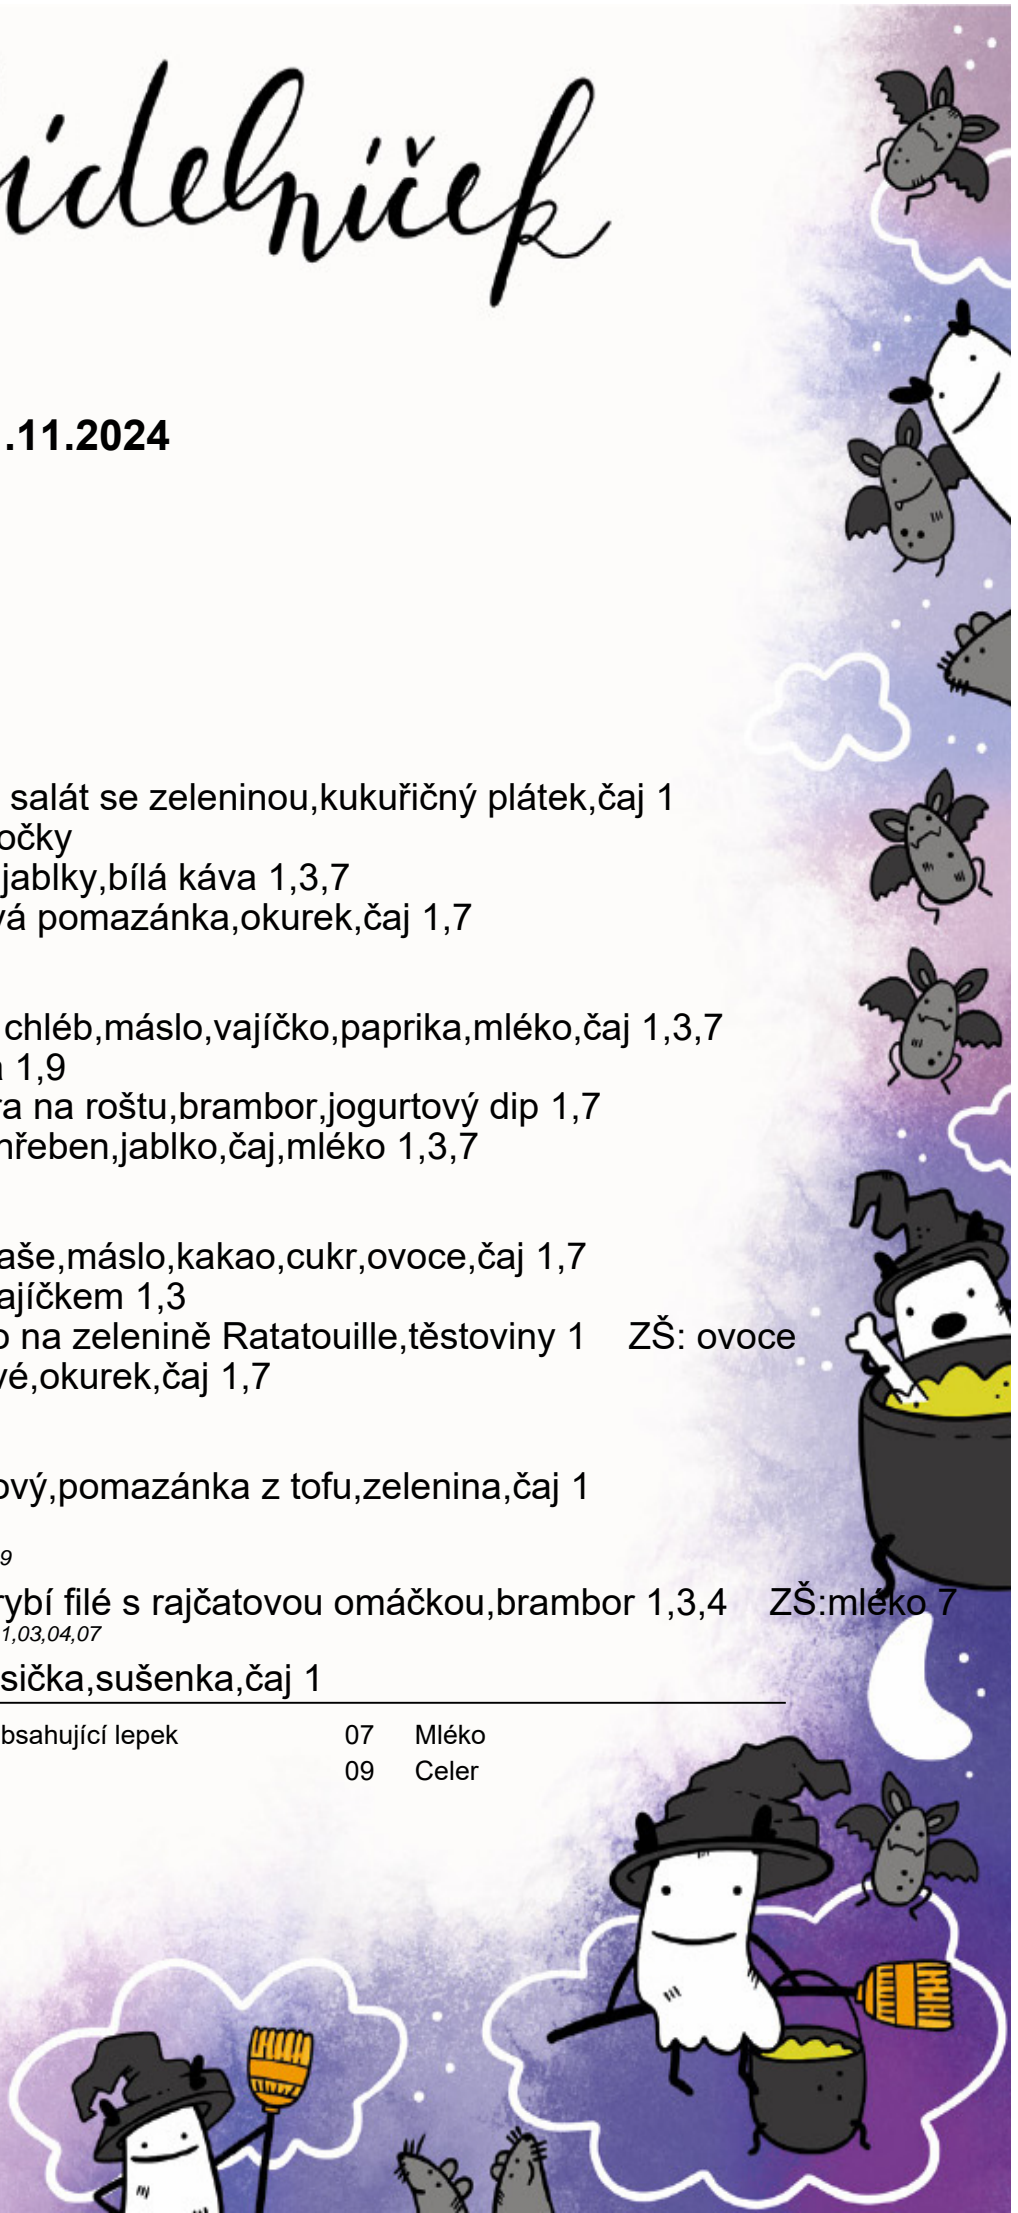 ídelníček
.11.2024
salát se zeleninou,kukuřičný plátek,čaj 1
očky
jablky,bílá káva 1,3,7
vá pomazánka,okurek,čaj 1,7
chléb,máslo,vajíčko,paprika,mléko,čaj 1,3,7
1,9
ra na roštu,brambor,jogurtový dip 1,7
hřeben,jablko,čaj,mléko 1,3,7
aše,máslo,kakao,cukr,ovoce,čaj 1,7
ajíčkem 1,3
o na zelenině Ratatouille,těstoviny 1 ZŠ: ovoce
vé,okurek,čaj 1,7
ový,pomazánka z tofu,zelenina,čaj 1
9
rybí filé s rajčatovou omáčkou,brambor 1,3,4 ZŠ:mléko 7
1,03,04,07
sička,sušenka,čaj 1
bsahující lepek 07 Mléko
09 Celer